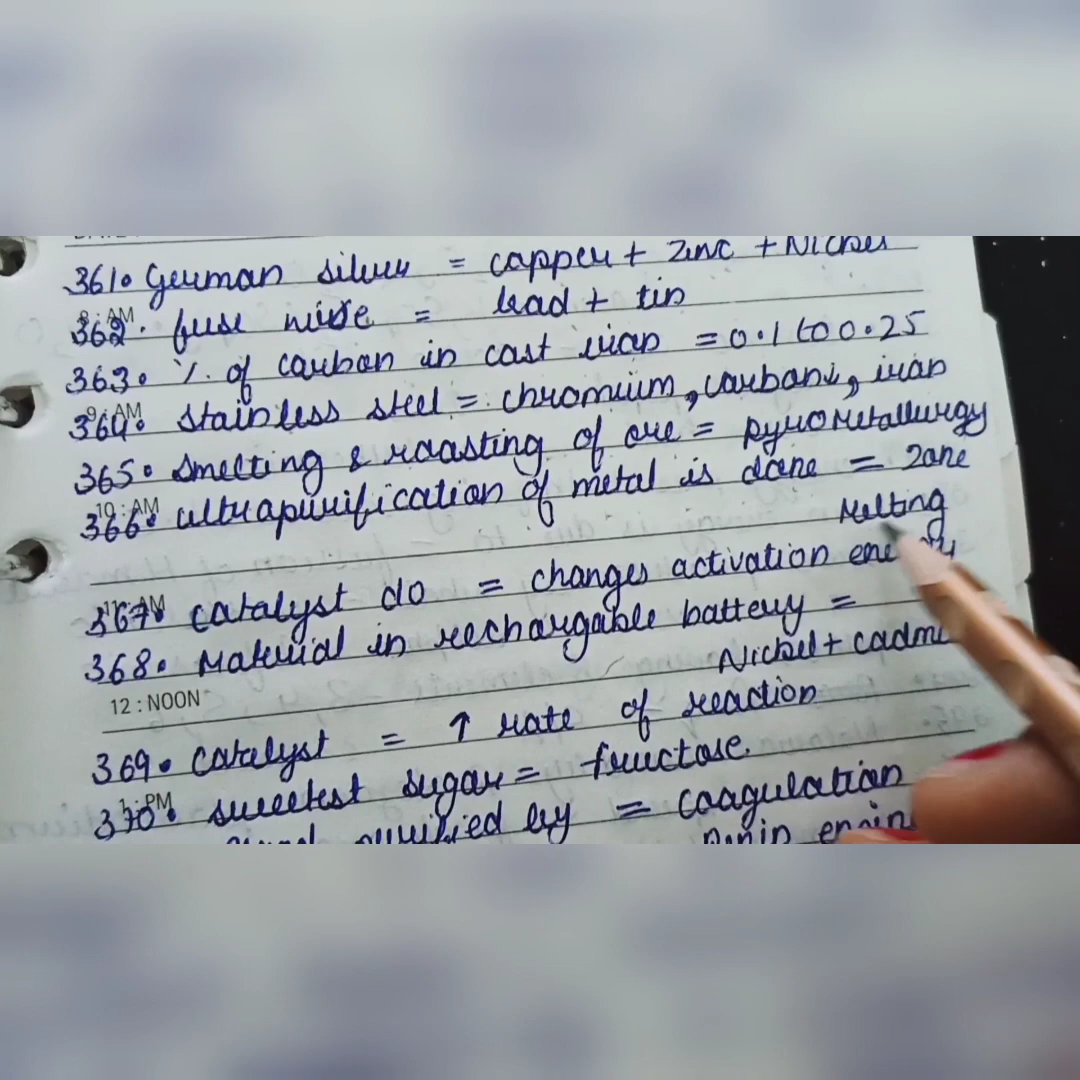 361. German silver = copper + Zinc + Nickel
8 : AM
362. fuse wire = lead + tin
363. % of carbon in cast iron = 0.1 to 0.25
9 : AM
364. stainless steel = chromium, carbon, iron
365. smelting & roasting of ore = pyrometallurgy
10 : AM
366. ultrapurification of metal is done = zone
Melting
11 : AM
367. catalyst do = changes activation energy
368. Material in rechargable battery =
Nickel + cadmi
12 : NOON
369. catalyst = ↑ rate of reaction
1 : PM
370. sweetest sugar = fructose.
purified by = coagulation